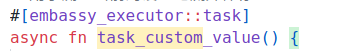 #[embassy_executor::task]
async fn task_custom_value() {